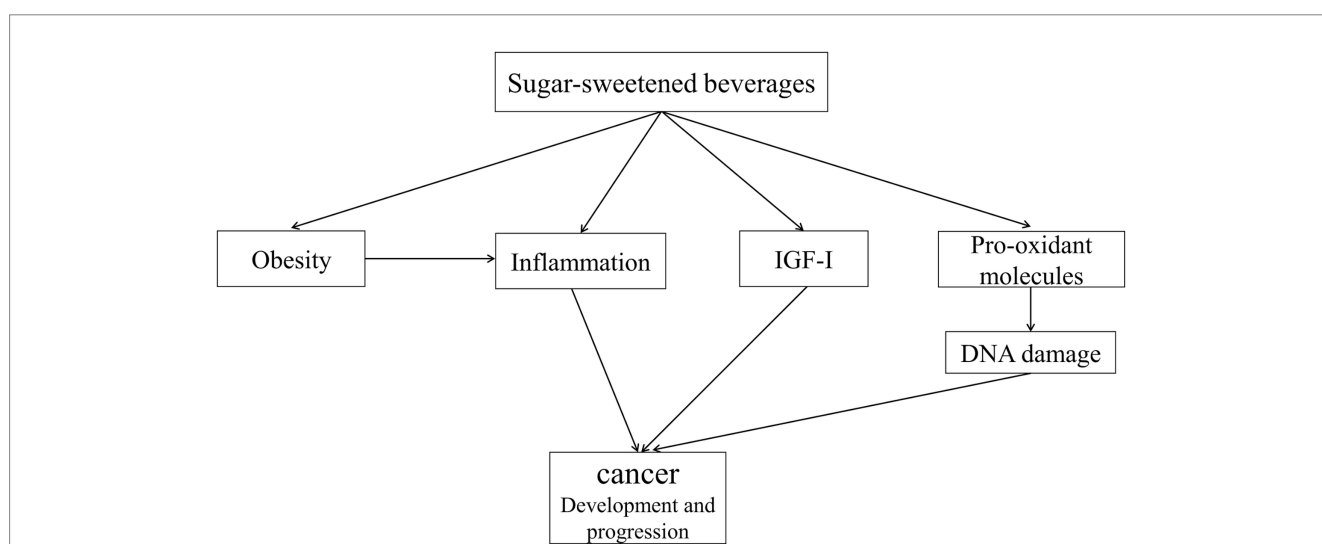 Sugar-sweetened beverages
Obesity
Inflammation
IGF-I
Pro-oxidant
molecules
DNA damage
cancer
Development and
progression